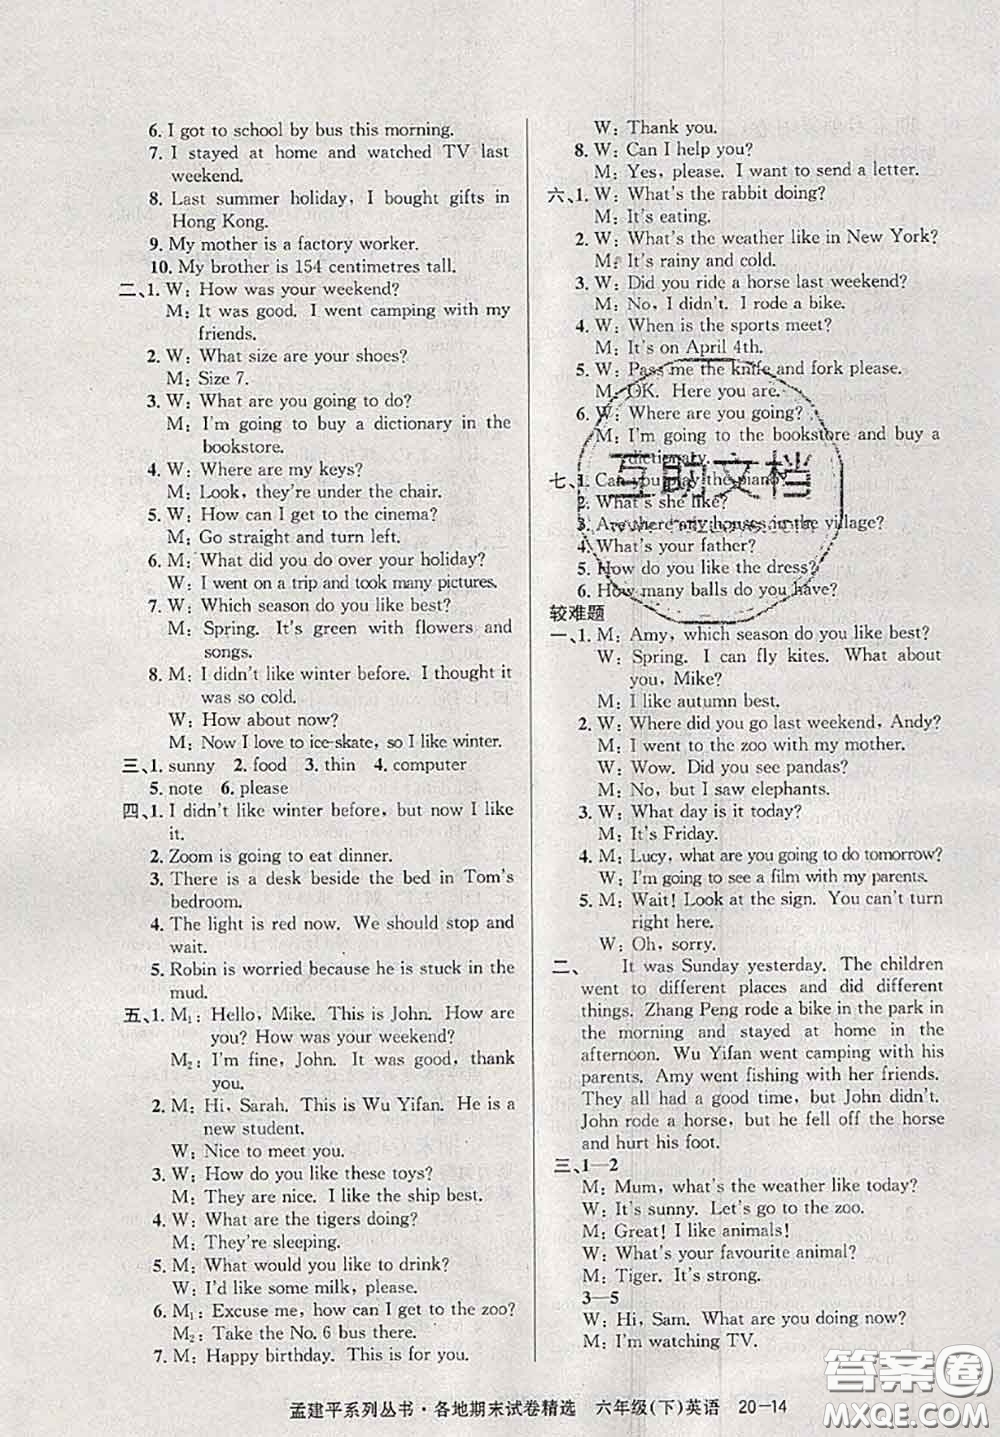 6. I got to school by bus this morning.
7. I stayed at home and watched TV last
weekend.
8. Last summer holiday, I bought gifts in
Hong Kong.
9. My mother is a factory worker.
10. My brother is 154 centimetres tall.
二、1. W: How was your weekend?
M: It was good. I went camping with my
friends.
2. W: What size are your shoes?
M: Size 7.
3. W: What are you going to do?
M: I'm going to buy a dictionary in the
bookstore.
4. W: Where are my keys?
M: Look, they're under the chair.
5. W: How can I get to the cinema?
M: Go straight and turn left.
6. M: What did you do over your holiday?
W: I went on a trip and took many pictures.
7. W: Which season do you like best?
M: Spring. It's green with flowers and
songs.
8. M: I didn't like winter before. I thought it
was so cold.
W: How about now?
M: Now I love to ice-skate, so I like winter.
三、1. sunny 2. food 3. thin 4. computer
5. note 6. please
四、1. I didn't like winter before, but now I like
it.
2. Zoom is going to eat dinner.
3. There is a desk beside the bed in Tom's
bedroom.
4. The light is red now. We should stop and
wait.
5. Robin is worried because he is stuck in the
mud.
五、1. M₁: Hello, Mike. This is John. How are
you? How was your weekend?
M₂: I'm fine, John. It was good, thank
you.
2. M: Hi, Sarah. This is Wu Yifan. He is a
new student.
W: Nice to meet you.
3. W: How do you like these toys?
M: They are nice. I like the ship best.
4. W: What are the tigers doing?
M: They're sleeping.
5. M: What would you like to drink?
W: I'd like some milk, please.
6. M₁: Excuse me, how can I get to the zoo?
M₂: Take the No. 6 bus there.
7. M: Happy birthday. This is for you.
W: Thank you.
8. W: Can I help you?
M: Yes, please. I want to send a letter.
六、1. W: What's the rabbit doing?
M: It's eating.
2. W: What's the weather like in New York?
M: It's rainy and cold.
3. W: Did you ride a horse last weekend?
M: No, I didn't. I rode a bike.
4. W: When is the sports meet?
M: It's on April 4th.
5. W: Pass me the knife and fork please.
M: OK. Here you are.
6. W: Where are you going?
M: I'm going to the bookstore and buy a
dictionary.
七、1. Can you play the piano?
2. What's she like?
3. Are there any houses in the village?
4. What's your father?
5. How do you like the dress?
6. How many balls do you have?
互助文档
较难题
一、1. M: Amy, which season do you like best?
W: Spring. I can fly kites. What about
you, Mike?
M: I like autumn best.
2. W: Where did you go last weekend, Andy?
M: I went to the zoo with my mother.
W: Wow. Did you see pandas?
M: No, but I saw elephants.
3. W: What day is it today?
M: It's Friday.
4. M: Lucy, what are you going to do tomorrow?
W: I'm going to see a film with my parents.
5. M: Wait! Look at the sign. You can't turn
right here.
W: Oh, sorry.
二、 It was Sunday yesterday. The children
went to different places and did different
things. Zhang Peng rode a bike in the park in
the morning and stayed at home in the
afternoon. Wu Yifan went camping with his
parents. Amy went fishing with her friends.
They all had a good time, but John didn't.
John rode a horse, but he fell off the horse
and hurt his foot.
三、1—2
M: Mum, what's the weather like today?
W: It's sunny. Let's go to the zoo.
M: Great! I like animals!
W: What's your favourite animal?
M: Tiger. It's strong.
3—5
W: Hi, Sam. What are you doing now?
M: I'm watching TV.
孟建平系列丛书·各地期末试卷精选 六年级(下)英语 20—14
答案圈
MXQE.COM